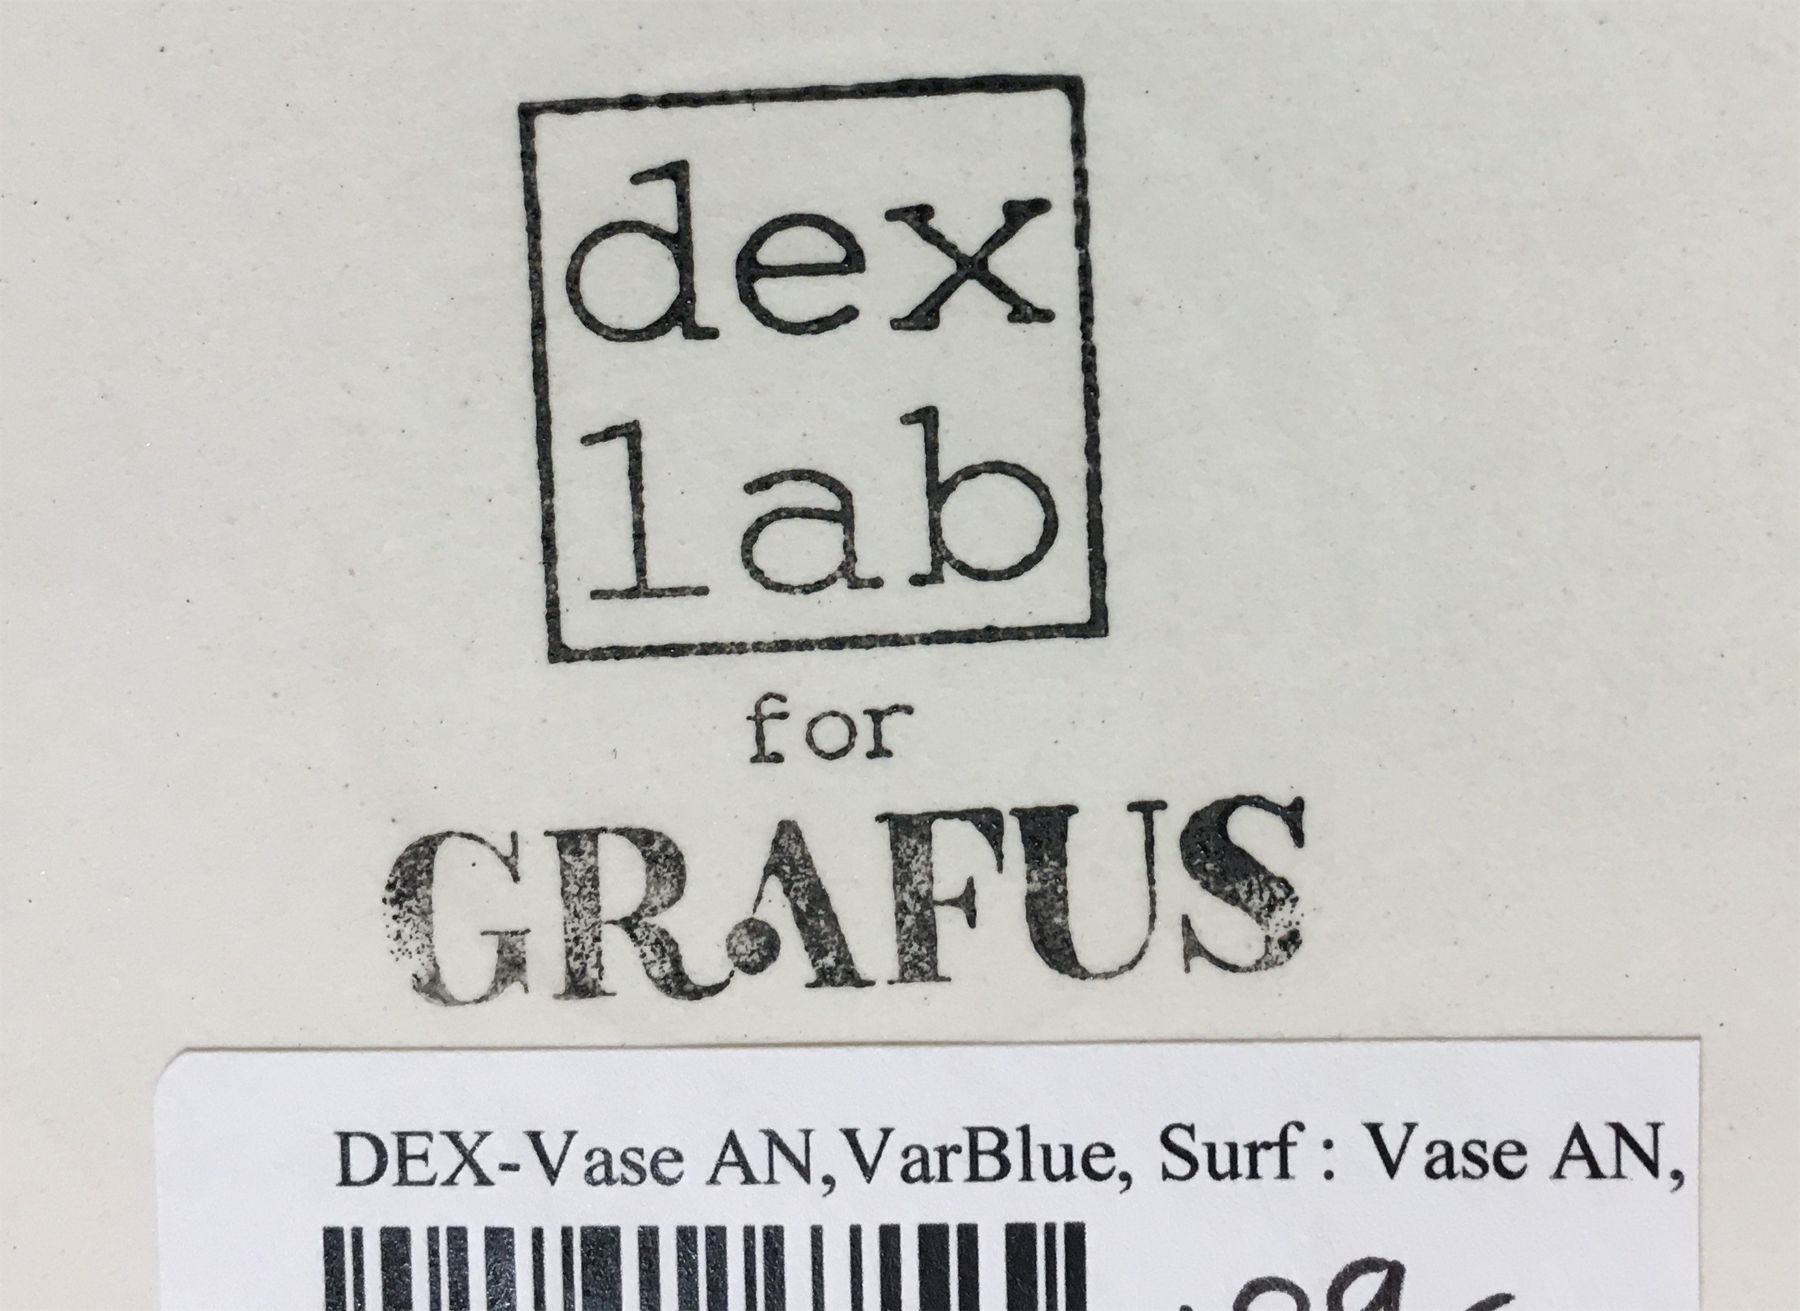 dex
lab
for
GRAFUS
DEX-Vase AN,VarBlue, Surf : Vase AN,